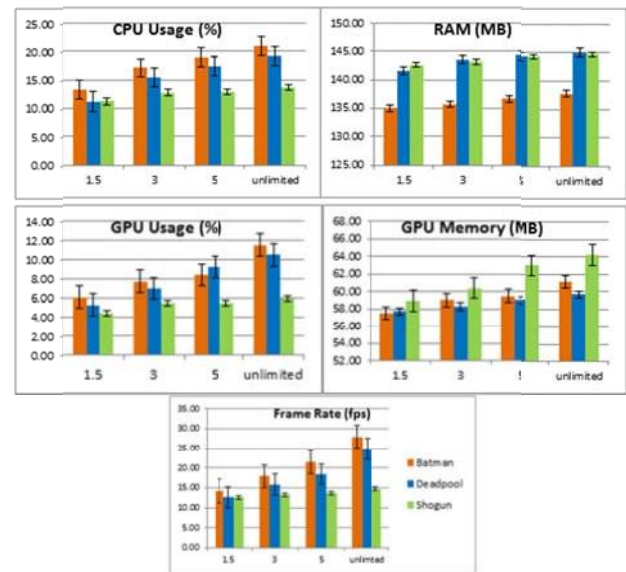 CPU Usage (%)
25.00
20.00
15.00
10.00
5.00
0.00
1.5 3 5 unlimited
RAM (MB)
150.00
145.00
140.00
135.00
130.00
125.00
1.5 3 unlimited
GPU Usage (%)
14.00
12.00
10.00
8.00
6.00
4.00
2.00
0.00
1.5 3 5 unlimited
GPU Memory (MB)
68.00
66.00
64.00
62.00
60.00
58.00
56.00
54.00
52.00
1.5 3 unlimited
Frame Rate (fps)
35.00
30.00
25.00
20.00
15.00
10.00
5.00
0.00
1.5 3 5 unlimted
Batman
Deadpool
Shogun